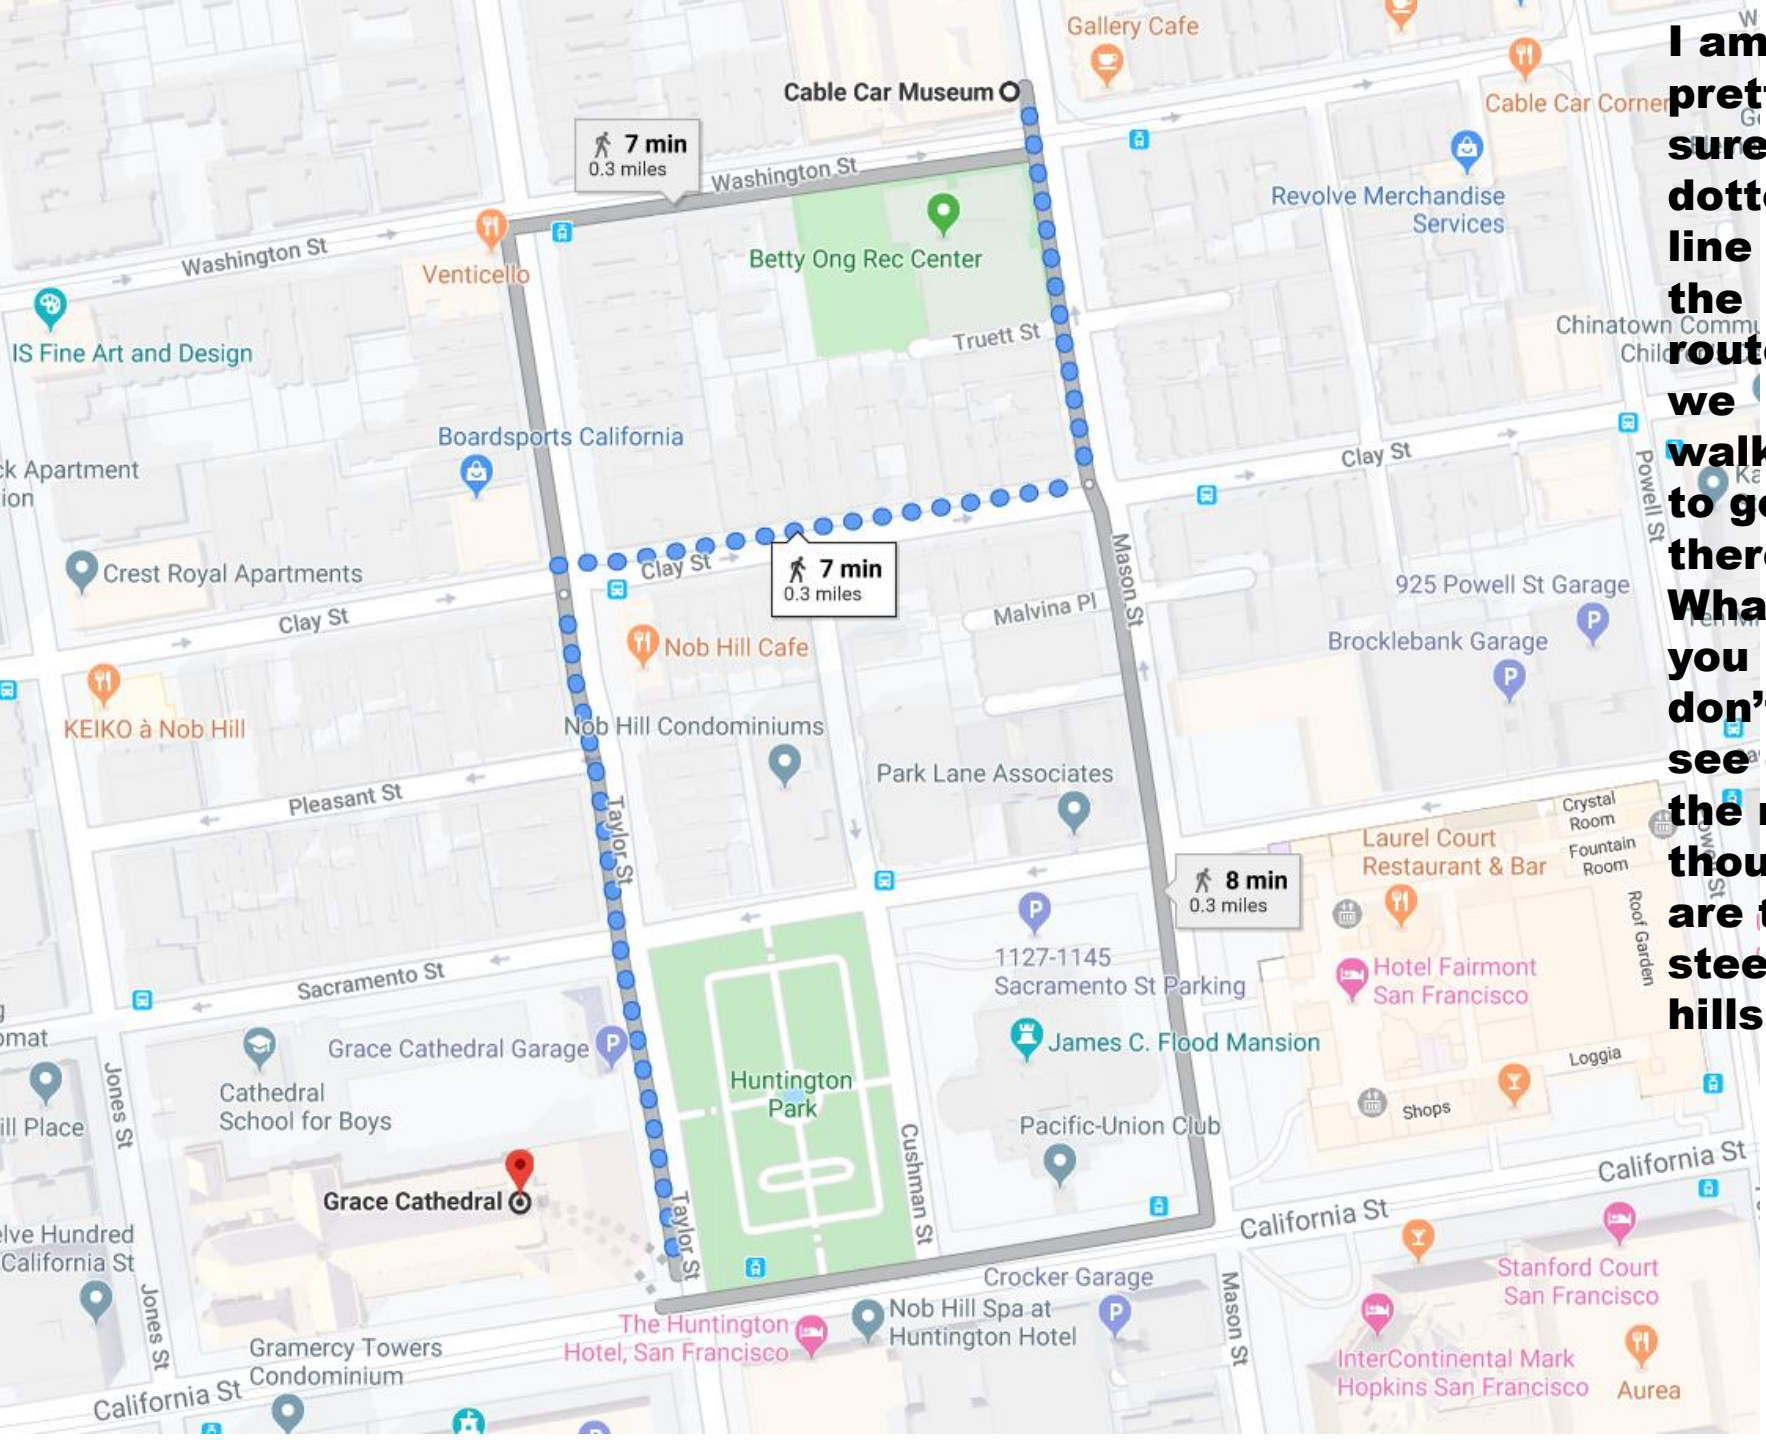 Gallery Cafe
Cable Car Museum
Cable Car Corner
7 min
0.3 miles
Washington St
Revolve Merchandise
Services
Betty Ong Rec Center
Washington St
Venticello
IS Fine Art and Design
Truett St
Boardsports California
Clay St
Powell St
Crest Royal Apartments
Clay St
7 min
0.3 miles
Mason St
925 Powell St Garage
Malvina Pl
Clay St
Nob Hill Cafe
Brocklebank Garage
KEIKO à Nob Hill
Nob Hill Condominiums
Park Lane Associates
Pleasant St
Taylor St
Crystal
Room
Laurel Court
Restaurant & Bar
Fountain
Room
8 min
0.3 miles
Roof Garden
1127-1145
Sacramento St Parking
Hotel Fairmont
San Francisco
Sacramento St
James C. Flood Mansion
Grace Cathedral Garage
Loggia
Huntington
Park
Cathedral
School for Boys
Jones St
Shops
Pacific-Union Club
Cushman St
California St
Grace Cathedral
Taylor St
California St
California St
Crocker Garage
Stanford Court
San Francisco
Jones St
The Huntington
Hotel, San Francisco
Nob Hill Spa at
Huntington Hotel
Mason St
Gramercy Towers
Condominium
InterContinental Mark
Hopkins San Francisco
Aurea
California St
I am
sure
line
the
we
you
see
the
are
hills